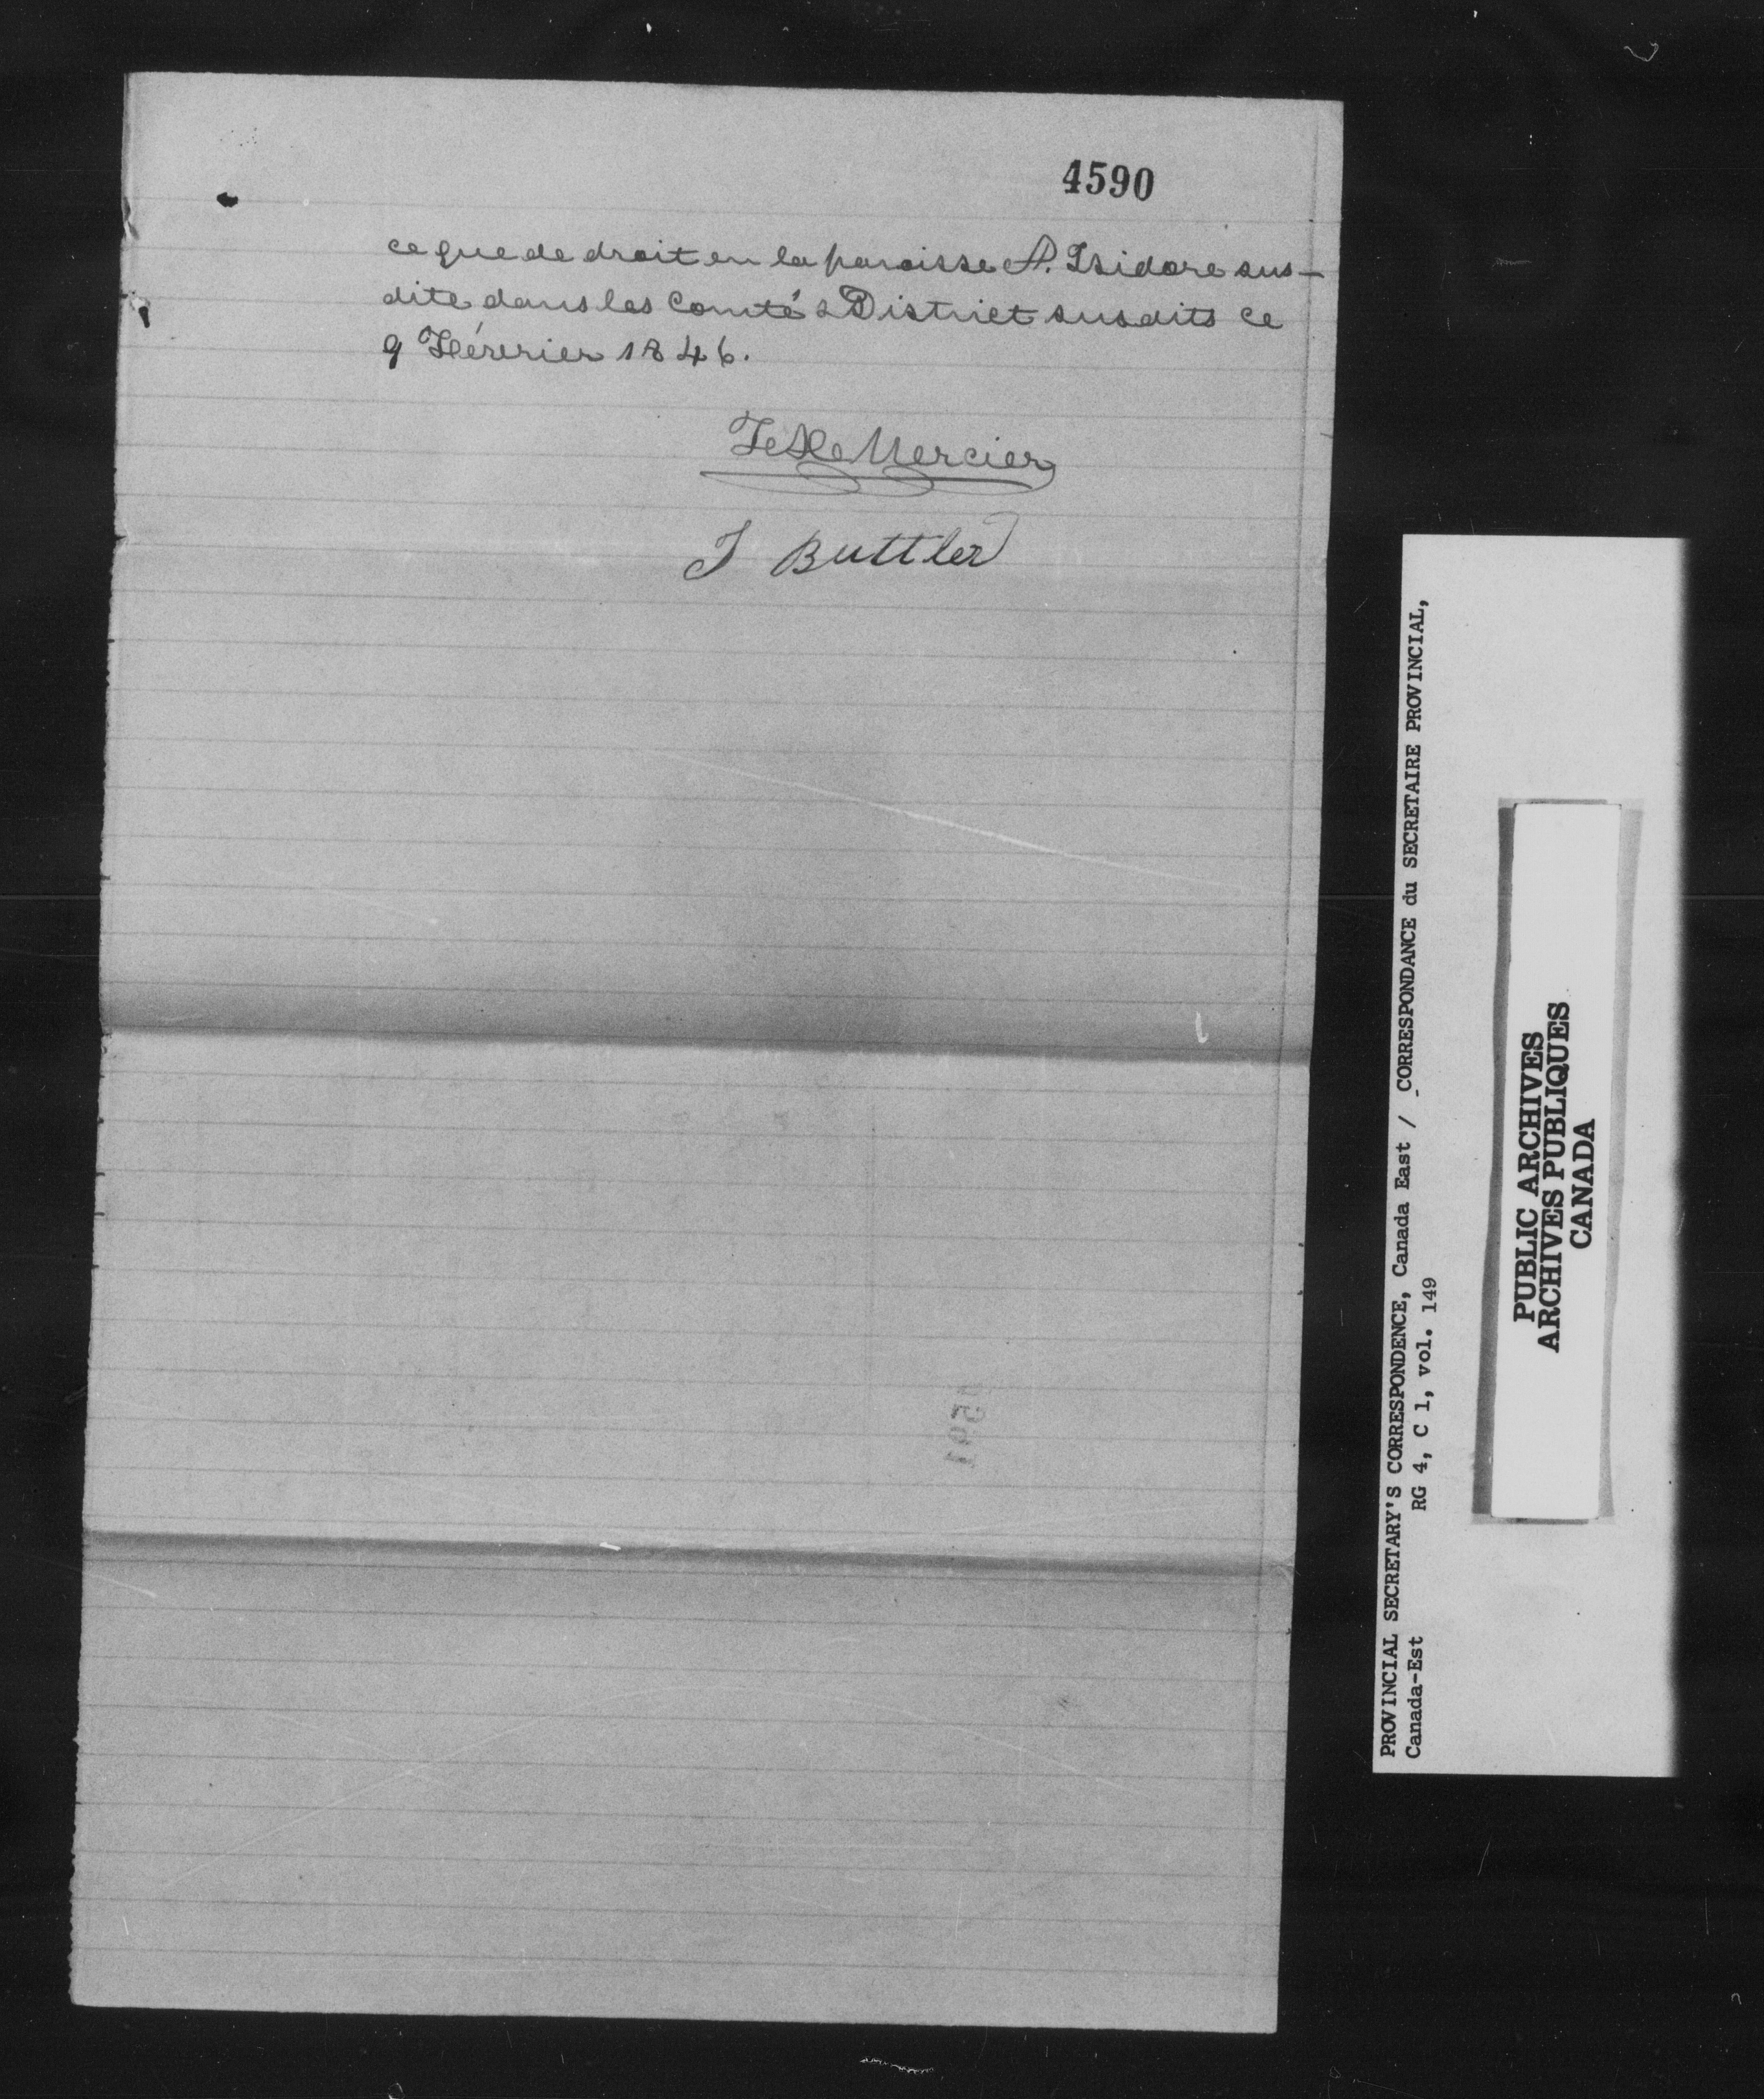 4590
ce que de droit en la paroisse St. Isidore sus-
dite dans les Comté & District susdits ce
9 Février 1846.
Mercier
J Buttler
4591
PROVINCIAL SECRETARY'S CORRESPONDENCE, Canada East / CORRESPONDANCE du SECRETAIRE PROVINCIAL,
Canada-Est RG 4, C 1, vol. 149
PUBLIC ARCHIVES
ARCHIVES PUBLIQUES
CANADA